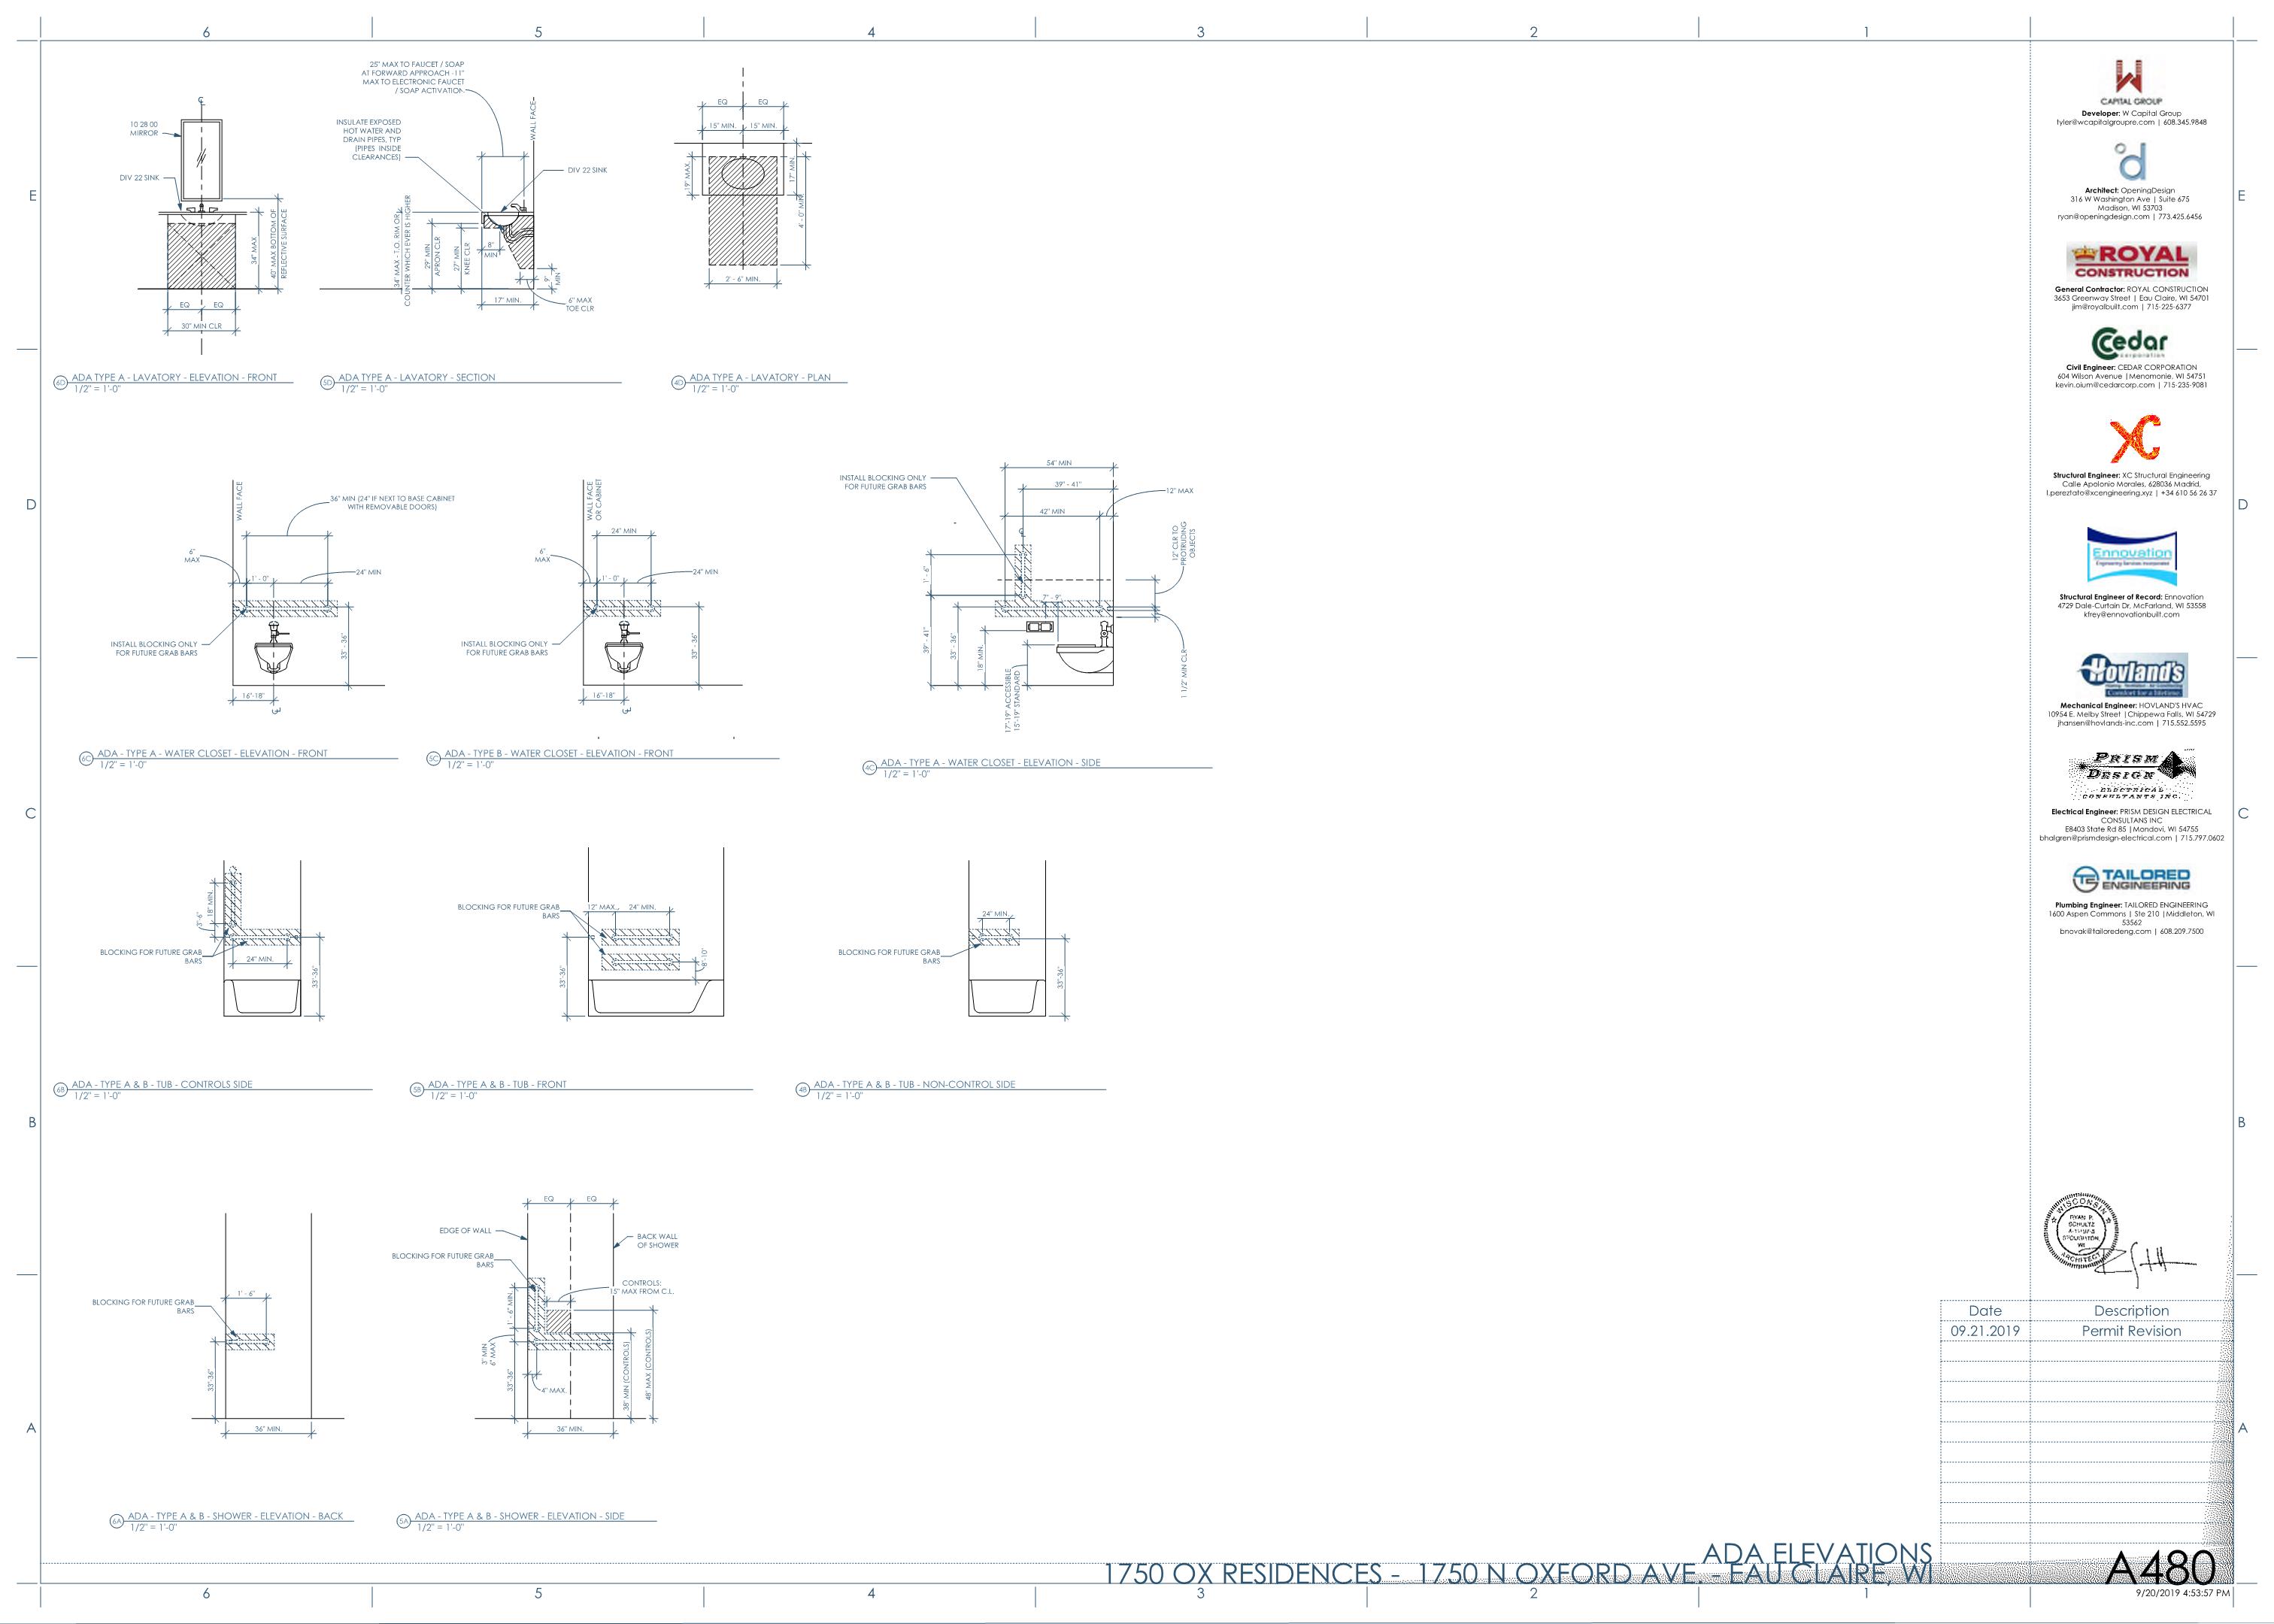 6 5 4 3 2 1
E
D
C
B
A
25" MAX TO FAUCET / SOAP
AT FORWARD APPROACH -11"
MAX TO ELECTRONIC FAUCET
/ SOAP ACTIVATION
10 28 00
MIRROR
DIV 22 SINK
34" MAX
40" MAX BOTTOM OF
REFLECTIVE SURFACE
EQ EQ
30" MIN CLR
INSULATE EXPOSED
HOT WATER AND
DRAIN PIPES, TYP
(PIPES INSIDE
CLEARANCES)
WALL FACE
DIV 22 SINK
34" MAX - T.O. RIM OR
COUNTER WHICH EVER IS HIGHER
29" MIN
APRON CLR
27" MIN
KNEE CLR
8"
MIN
9"
MIN
17" MIN.
6" MAX
TOE CLR
EQ EQ
15" MIN. 15" MIN.
19" MAX.
17" MIN.
4' - 0" MIN.
2' - 6" MIN.
6D ADA TYPE A - LAVATORY - ELEVATION - FRONT
1/2" = 1'-0"
5D ADA TYPE A - LAVATORY - SECTION
1/2" = 1'-0"
4D ADA TYPE A - LAVATORY - PLAN
1/2" = 1'-0"
WALL FACE
36" MIN (24" IF NEXT TO BASE CABINET
WITH REMOVABLE DOORS)
6"
MAX
1' - 0"
24" MIN
INSTALL BLOCKING ONLY
FOR FUTURE GRAB BARS
33" - 36"
16"-18"
WALL FACE
OR CABINET
24" MIN
6"
MAX
1' - 0"
24" MIN
INSTALL BLOCKING ONLY
FOR FUTURE GRAB BARS
33" - 36"
16"-18"
INSTALL BLOCKING ONLY
FOR FUTURE GRAB BARS
54" MIN
39" - 41"
12" MAX
42" MIN
12" CLR TO
PROTRUDING
OBJECTS
1' - 6"
7" - 9"
39" - 41"
33" - 36"
18" MIN.
17"-19" ACCESSIBLE
15"-19" STANDARD
1 1/2" MIN CLR
6C ADA - TYPE A - WATER CLOSET - ELEVATION - FRONT
1/2" = 1'-0"
5C ADA - TYPE B - WATER CLOSET - ELEVATION - FRONT
1/2" = 1'-0"
4C ADA - TYPE A - WATER CLOSET - ELEVATION - SIDE
1/2" = 1'-0"
18" MIN.
3"-6"
BLOCKING FOR FUTURE GRAB
BARS
24" MIN.
33"-36"
BLOCKING FOR FUTURE GRAB
BARS
12" MAX. 24" MIN.
8"-10"
33"-36"
24" MIN.
BLOCKING FOR FUTURE GRAB
BARS
33"-36"
6B ADA - TYPE A & B - TUB - CONTROLS SIDE
1/2" = 1'-0"
5B ADA - TYPE A & B - TUB - FRONT
1/2" = 1'-0"
4B ADA - TYPE A & B - TUB - NON-CONTROL SIDE
1/2" = 1'-0"
1' - 6"
BLOCKING FOR FUTURE GRAB
BARS
33"-36"
36" MIN.
EQ EQ
EDGE OF WALL
BACK WALL
OF SHOWER
BLOCKING FOR FUTURE GRAB
BARS
CONTROLS:
15" MAX FROM C.L.
1' - 6" MIN.
3" MIN
6" MAX
33"-36"
4" MAX.
38" MIN (CONTROLS)
48" MAX (CONTROLS)
36" MIN.
6A ADA - TYPE A & B - SHOWER - ELEVATION - BACK
1/2" = 1'-0"
5A ADA - TYPE A & B - SHOWER - ELEVATION - SIDE
1/2" = 1'-0"
CAPITAL GROUP
Developer: W Capital Group
tyler@wcapitalgroupre.com | 608.345.9848
Architect: OpeningDesign
316 W Washington Ave | Suite 675
Madison, WI 53703
ryan@openingdesign.com | 773.425.6456
ROYAL
CONSTRUCTION
General Contractor: ROYAL CONSTRUCTION
3653 Greenway Street | Eau Claire, WI 54701
jim@royalbuilt.com | 715-225-6377
Cedar
corporation
Civil Engineer: CEDAR CORPORATION
604 Wilson Avenue |Menomonie, WI 54751
kevin.oium@cedarcorp.com | 715-235-9081
XC
Structural Engineer: XC Structural Engineering
Calle Apolonio Morales, 628036 Madrid,
l.pereztato@xcengineering.xyz | +34 610 56 26 37
Ennovation
Engineering Services Incorporated
Structural Engineer of Record: Ennovation
4729 Dale-Curtain Dr, McFarland, WI 53558
kfrey@ennovationbuilt.com
Hovland's
Comfort for a lifetime
Mechanical Engineer: HOVLAND'S HVAC
10954 E. Melby Street |Chippewa Falls, WI 54729
jhansen@hovlands-inc.com | 715.552.5595
PRISM
DESIGN
ELECTRICAL
CONSULTANTS INC.
Electrical Engineer: PRISM DESIGN ELECTRICAL
CONSULTANS INC
E8403 State Rd 85 |Mondovi, WI 54755
bhalgren@prismdesign-electrical.com | 715.797.0602
TAILORED
ENGINEERING
Plumbing Engineer: TAILORED ENGINEERING
1600 Aspen Commons | Ste 210 |Middleton, WI
53562
bnovak@tailoredeng.com | 608.209.7500
WISCONSIN
RYAN P.
SCHULTZ
STOUGHTON,
WI
ARCHITECT
Date Description
09.21.2019 Permit Revision
ADA ELEVATIONS
1750 OX RESIDENCES - 1750 N OXFORD AVE. - EAU CLAIRE, WI
A480
9/20/2019 4:53:57 PM
E
D
C
B
A
6 5 4 3 2 1